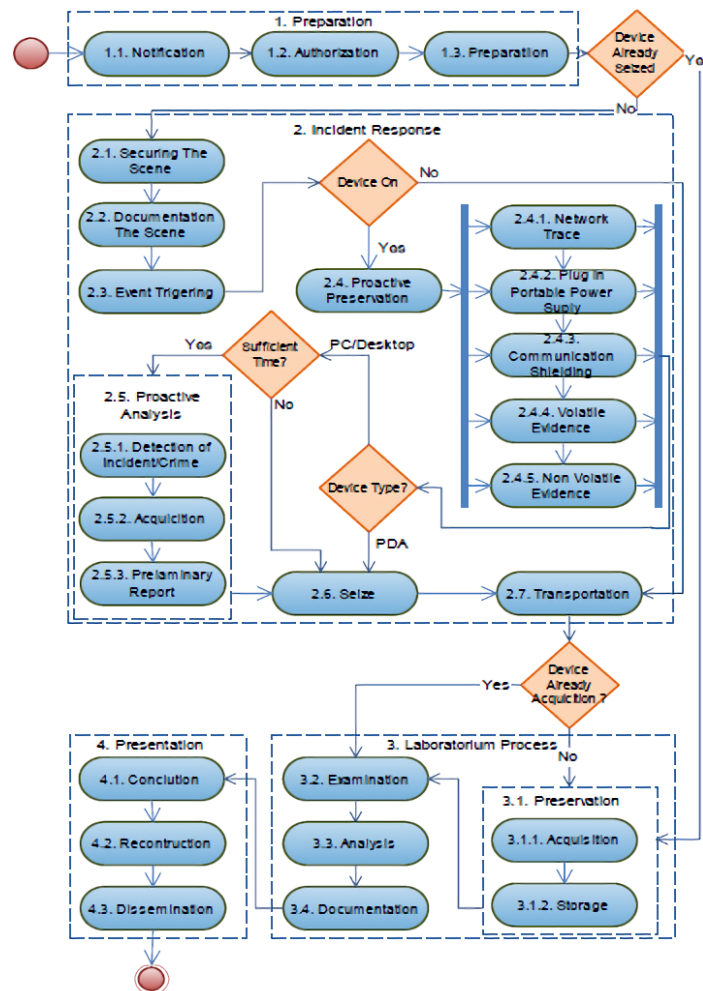 1. Preparation
1.1. Notification
1.2. Authorization
1.3. Preparation
Device
Already
Seized
Ye
No
2. Incident Response
2.1. Securing The
Scene
2.2. Documentation
The Scene
2.3. Event Trigering
Device On
No
Yes
2.4. Proactive
Preservation
2.4.1. Network
Trace
2.4.2. Plug In
Portable Power
Suply
2.4.3.
Communication
Shielding
2.4.4. Volatile
Evidence
2.4.5. Non Volatile
Evidence
Sufficient
Time?
Yes
PC/Desktop
No
2.5. Proactive
Analysis
2.5.1. Detection of
Incident/Crime
2.5.2. Acquicition
2.5.3. Prelaminary
Report
Device Type?
PDA
2.6. Seize
2.7. Transportation
Device
Already
Acquicition ?
Yes
No
4. Presentation
4.1. Conclution
4.2. Recontruction
4.3. Dissemination
3. Laboratorium Process
3.2. Examination
3.3. Analysis
3.4. Documentation
3.1. Preservation
3.1.1. Acquisition
3.1.2. Storage